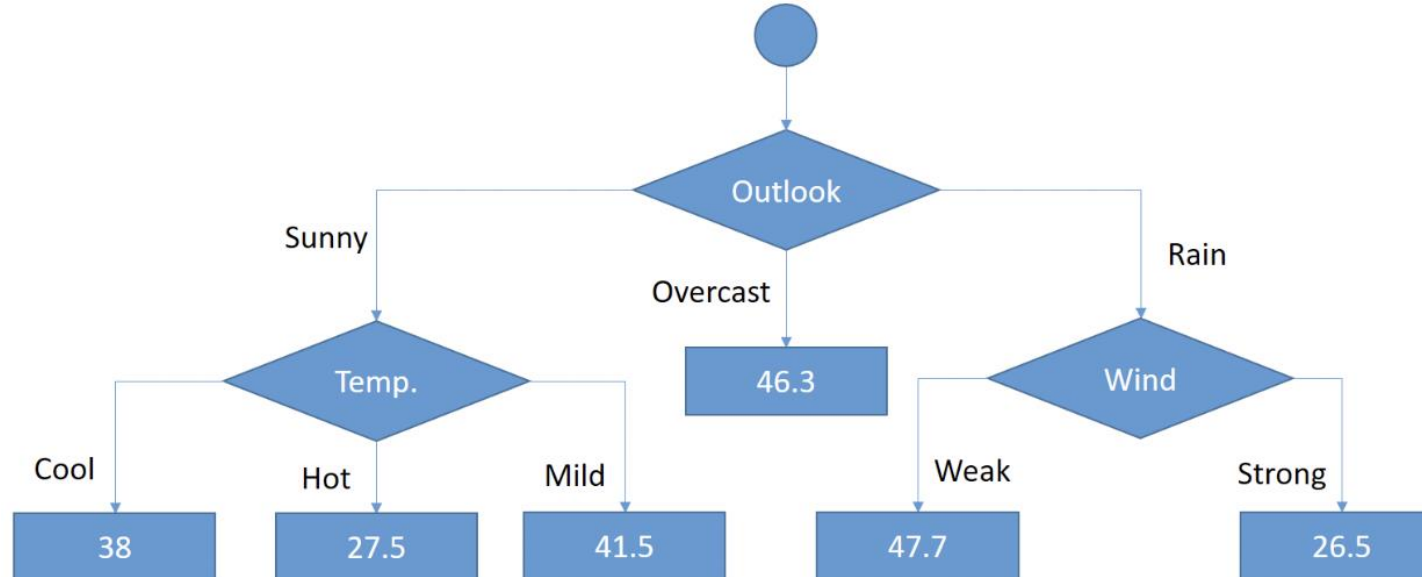 Outlook
Sunny
Overcast
Rain
Temp.
46.3
Wind
Cool
Hot
Mild
Weak
Strong
38
27.5
41.5
47.7
26.5